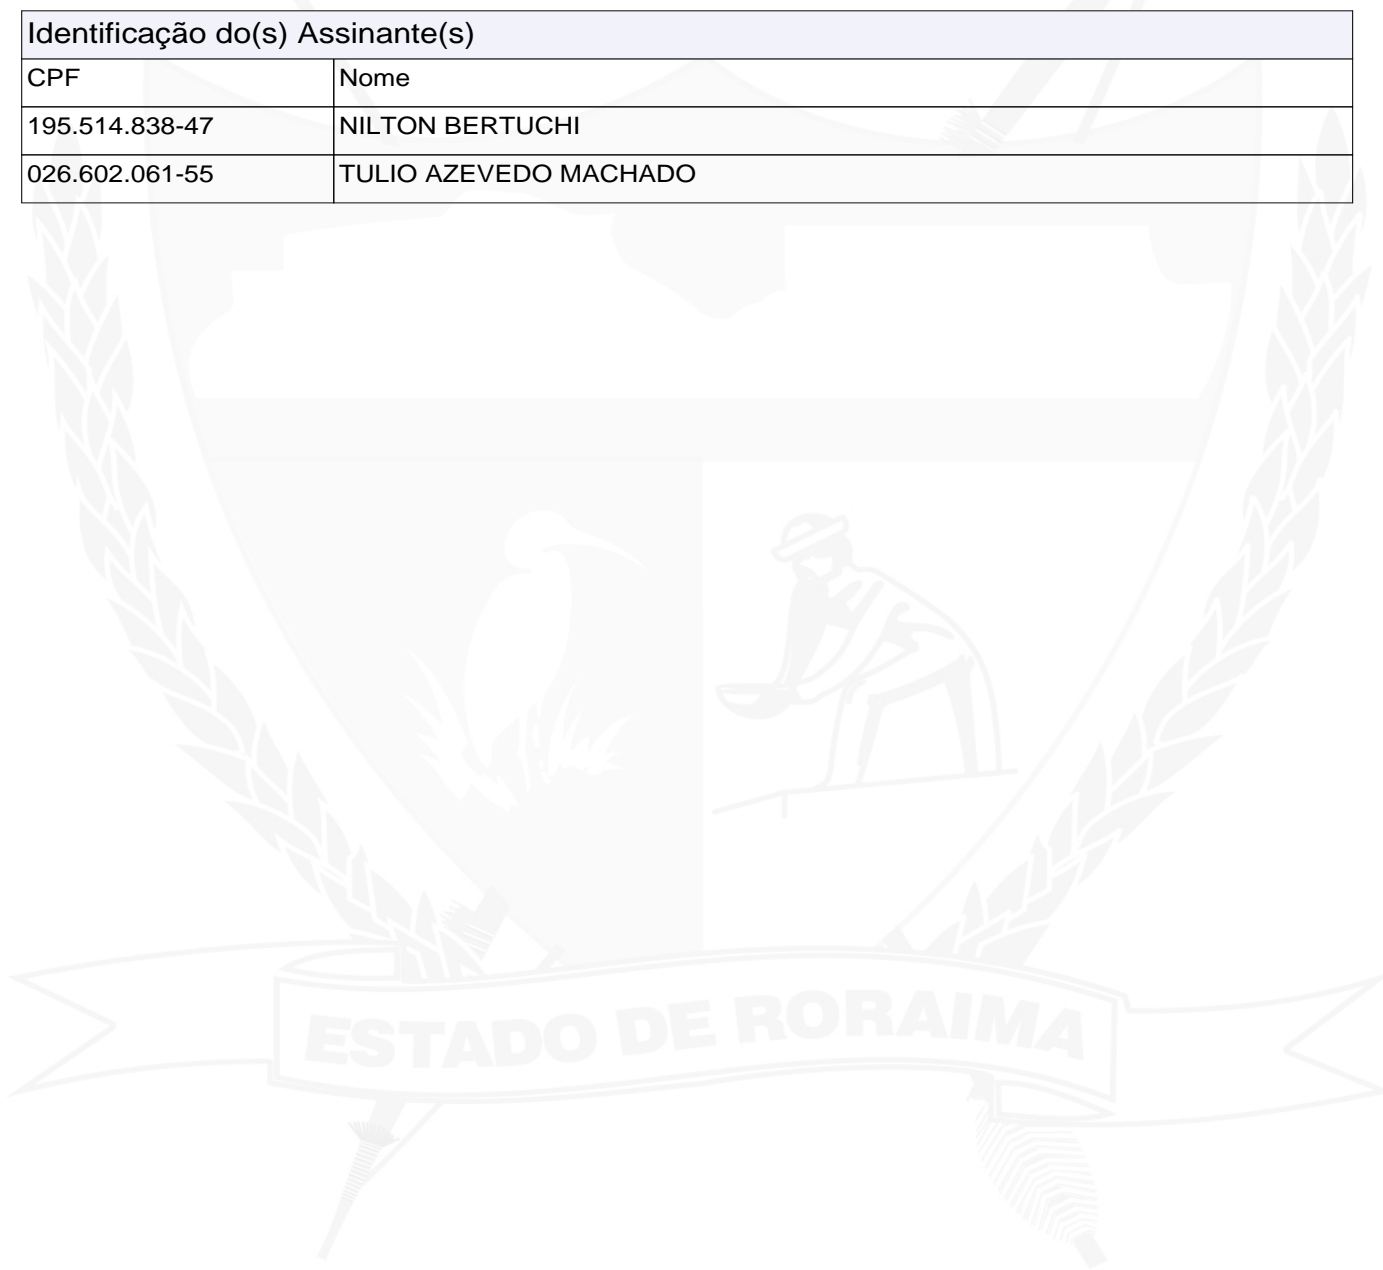 Identificação do(s) Assinante(s)
CPF Nome
195.514.838-47 NILTON BERTUCHI
026.602.061-55 TULIO AZEVEDO MACHADO
ESTADO DE RORAIMA